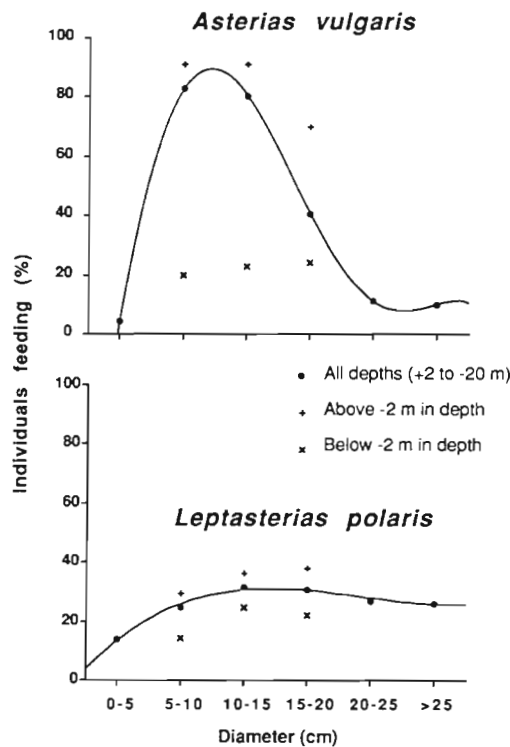 Asterias vulgaris
100
80
60
40
20
0
Individuals feeding (%)
• All depths (+2 to -20 m)
+ Above -2 m in depth
× Below -2 m in depth
100
80
60
40
20
0
Leptasterias polaris
0-5 5-10 10-15 15-20 20-25 >25
Diameter (cm)